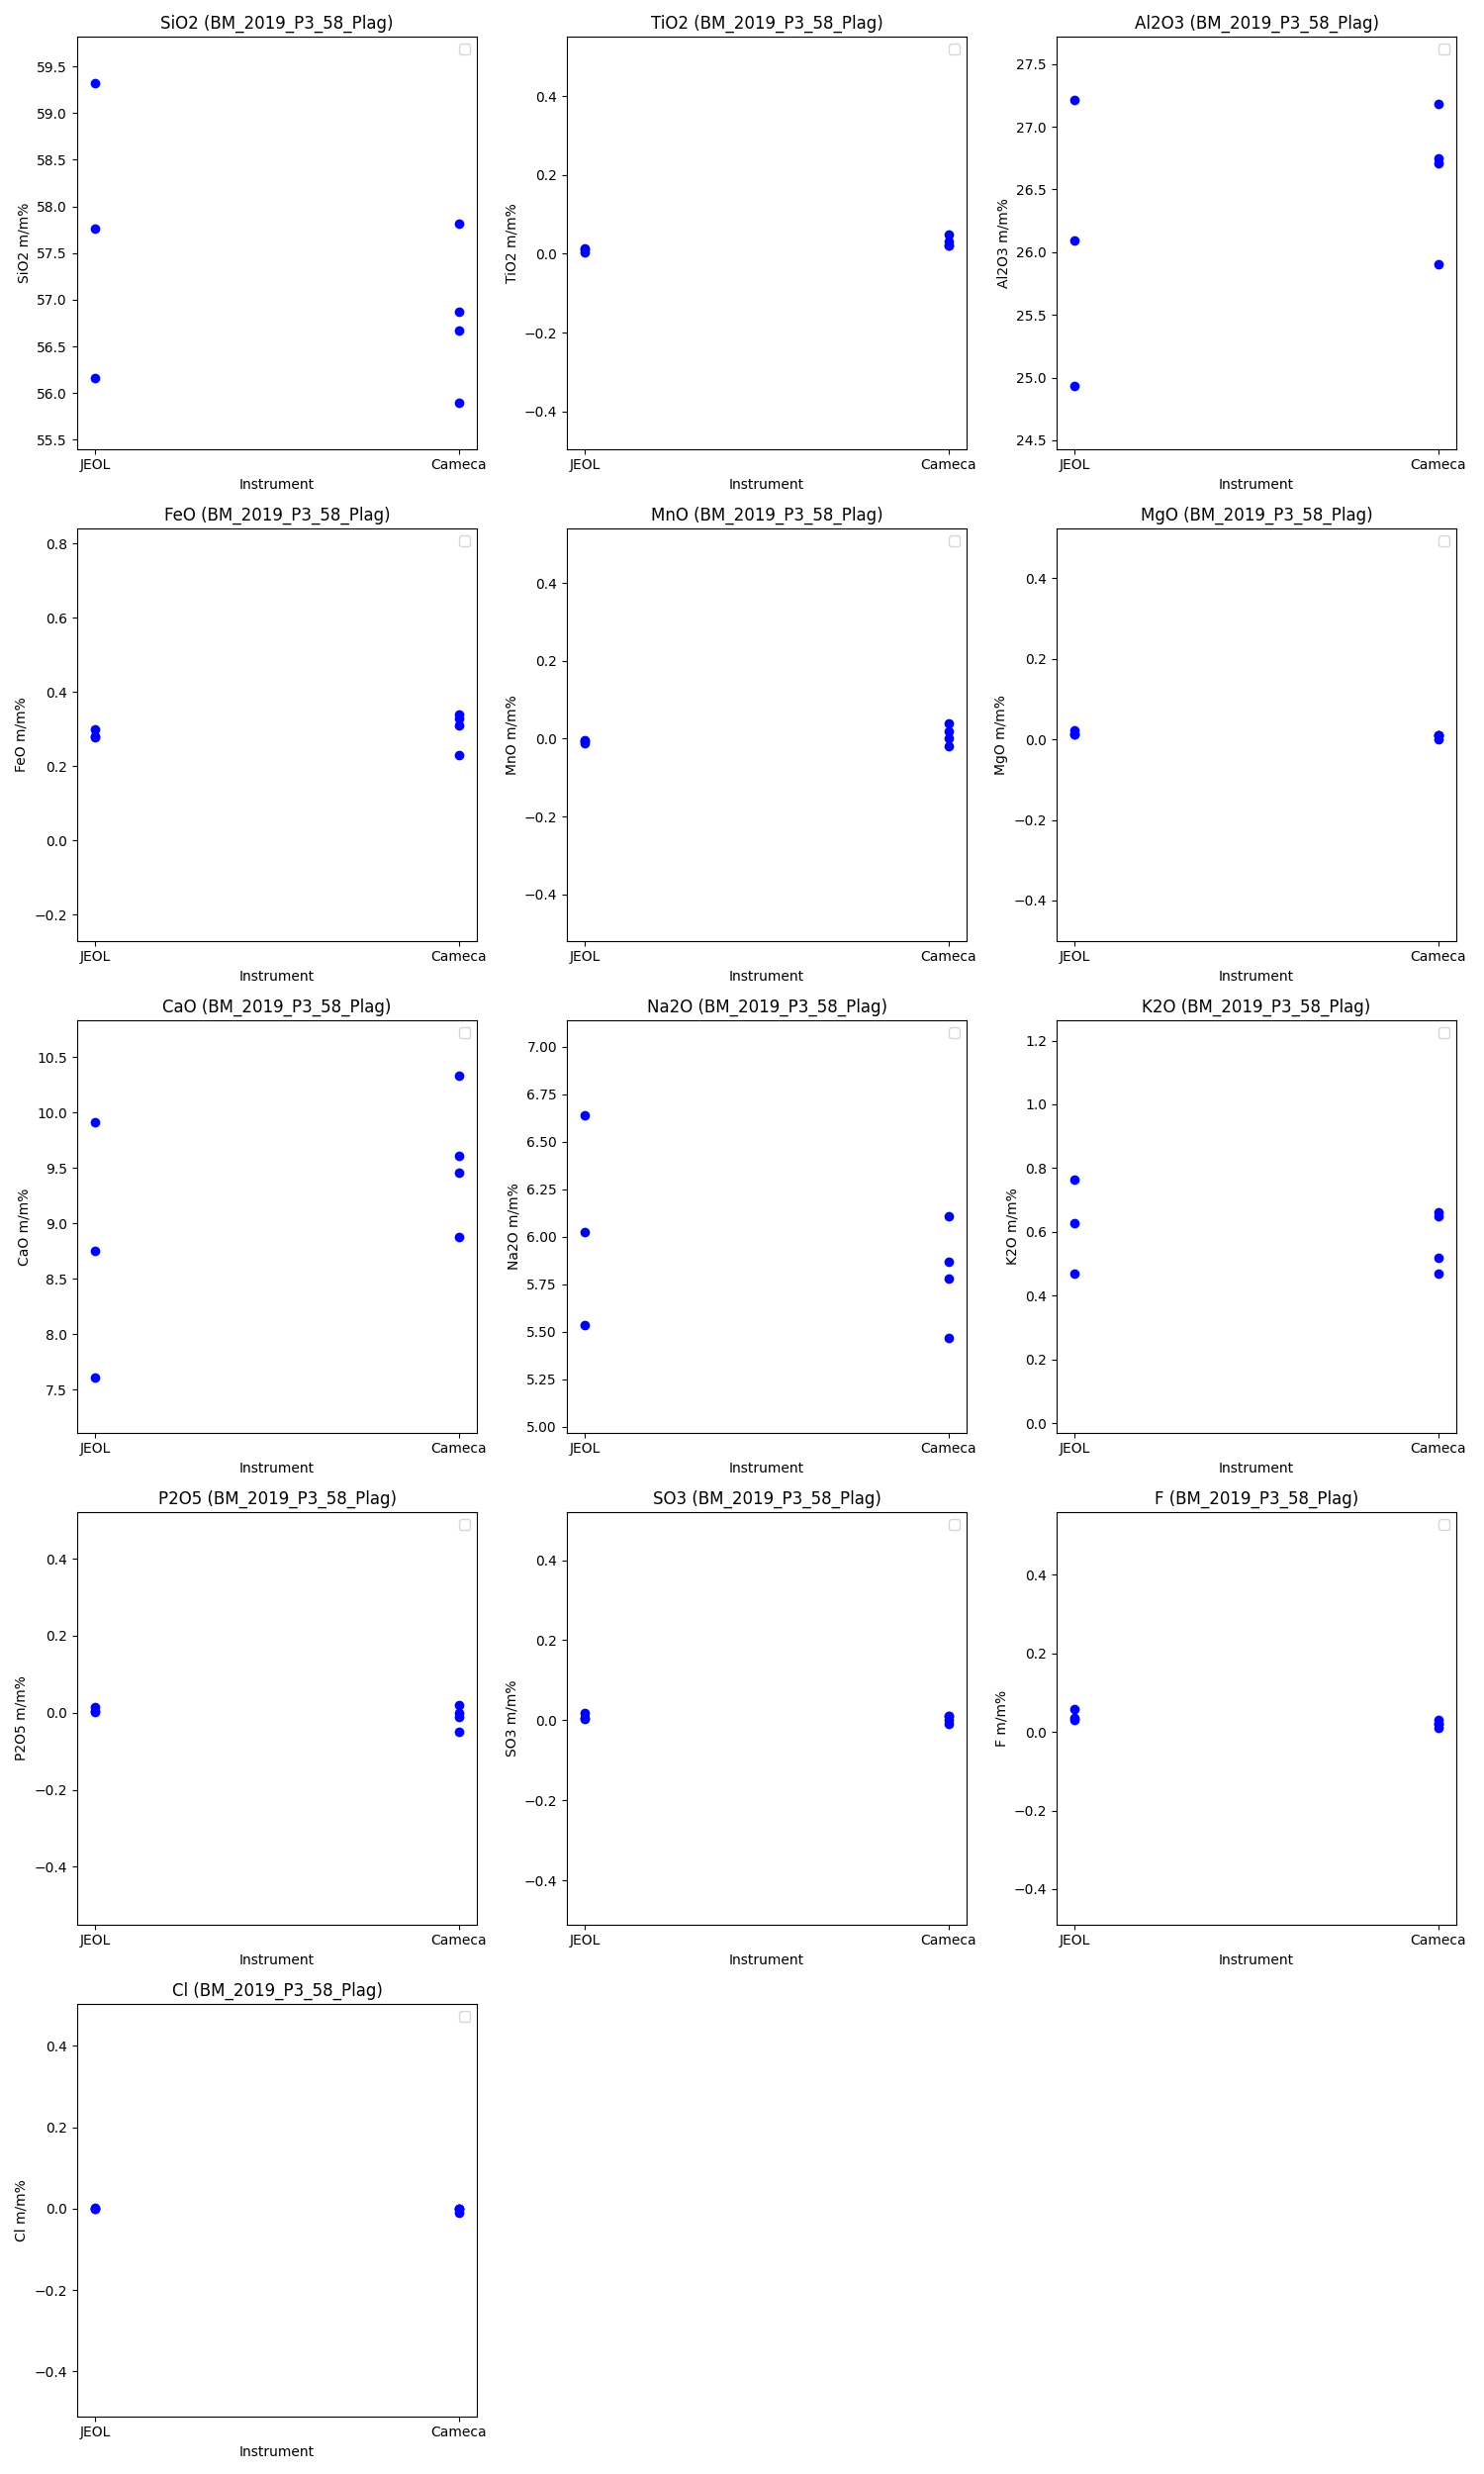 SiO2 (BM_2019_P3_58_Plag)
59.5
59.0
58.5
58.0
57.5
57.0
56.5
56.0
55.5
SiO2 m/m%
JEOL
Cameca
Instrument
TiO2 (BM_2019_P3_58_Plag)
0.4
0.2
0.0
−0.2
−0.4
TiO2 m/m%
JEOL
Cameca
Instrument
Al2O3 (BM_2019_P3_58_Plag)
27.5
27.0
26.5
26.0
25.5
25.0
24.5
Al2O3 m/m%
JEOL
Cameca
Instrument
FeO (BM_2019_P3_58_Plag)
0.8
0.6
0.4
0.2
0.0
−0.2
FeO m/m%
JEOL
Cameca
Instrument
MnO (BM_2019_P3_58_Plag)
0.4
0.2
0.0
−0.2
−0.4
MnO m/m%
JEOL
Cameca
Instrument
MgO (BM_2019_P3_58_Plag)
0.4
0.2
0.0
−0.2
−0.4
MgO m/m%
JEOL
Cameca
Instrument
CaO (BM_2019_P3_58_Plag)
10.5
10.0
9.5
9.0
8.5
8.0
7.5
CaO m/m%
JEOL
Cameca
Instrument
Na2O (BM_2019_P3_58_Plag)
7.00
6.75
6.50
6.25
6.00
5.75
5.50
5.25
5.00
Na2O m/m%
JEOL
Cameca
Instrument
K2O (BM_2019_P3_58_Plag)
1.2
1.0
0.8
0.6
0.4
0.2
0.0
K2O m/m%
JEOL
Cameca
Instrument
P2O5 (BM_2019_P3_58_Plag)
0.4
0.2
0.0
−0.2
−0.4
P2O5 m/m%
JEOL
Cameca
Instrument
SO3 (BM_2019_P3_58_Plag)
0.4
0.2
0.0
−0.2
−0.4
SO3 m/m%
JEOL
Cameca
Instrument
F (BM_2019_P3_58_Plag)
0.4
0.2
0.0
−0.2
−0.4
F m/m%
JEOL
Cameca
Instrument
Cl (BM_2019_P3_58_Plag)
0.4
0.2
0.0
−0.2
−0.4
Cl m/m%
JEOL
Cameca
Instrument